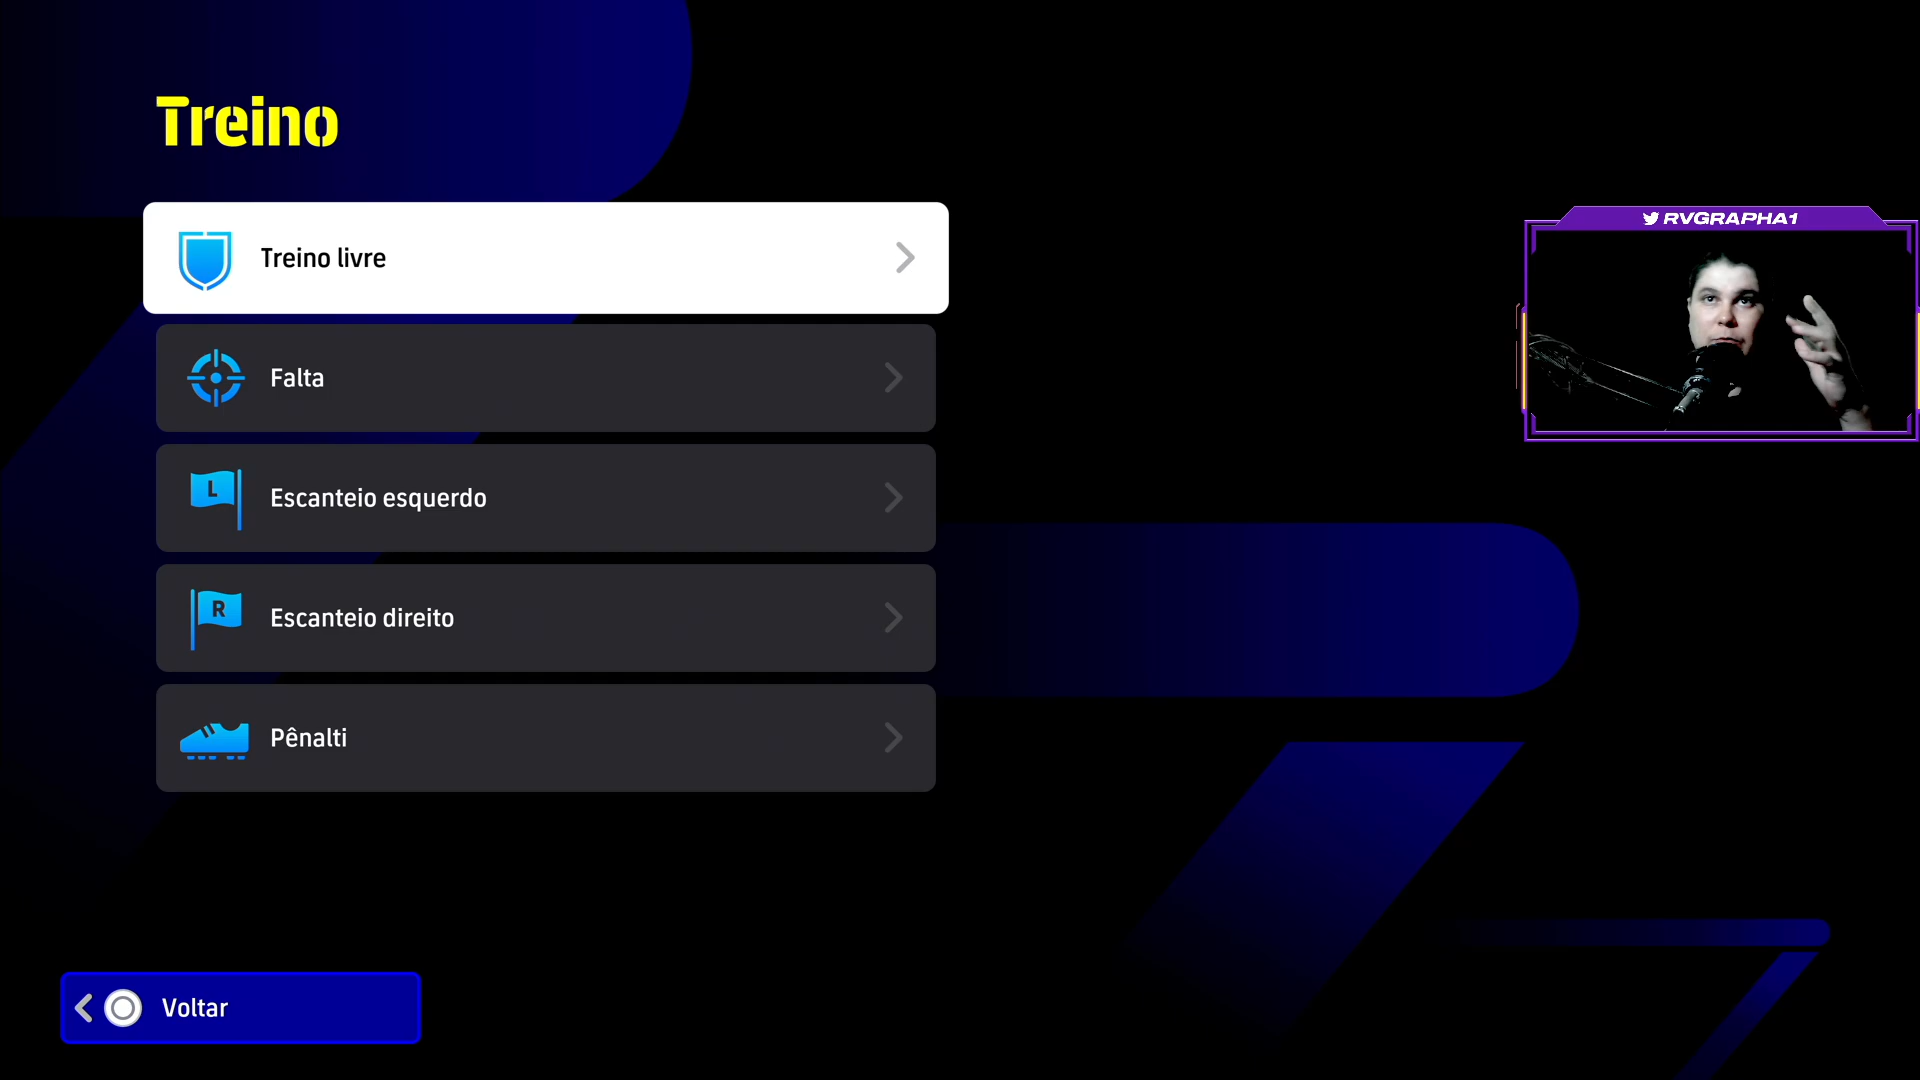 Treino
RVGRAPHA1
Treino livre
Falta
L
Escanteio esquerdo
R
Escanteio direito
Pênalti
Voltar